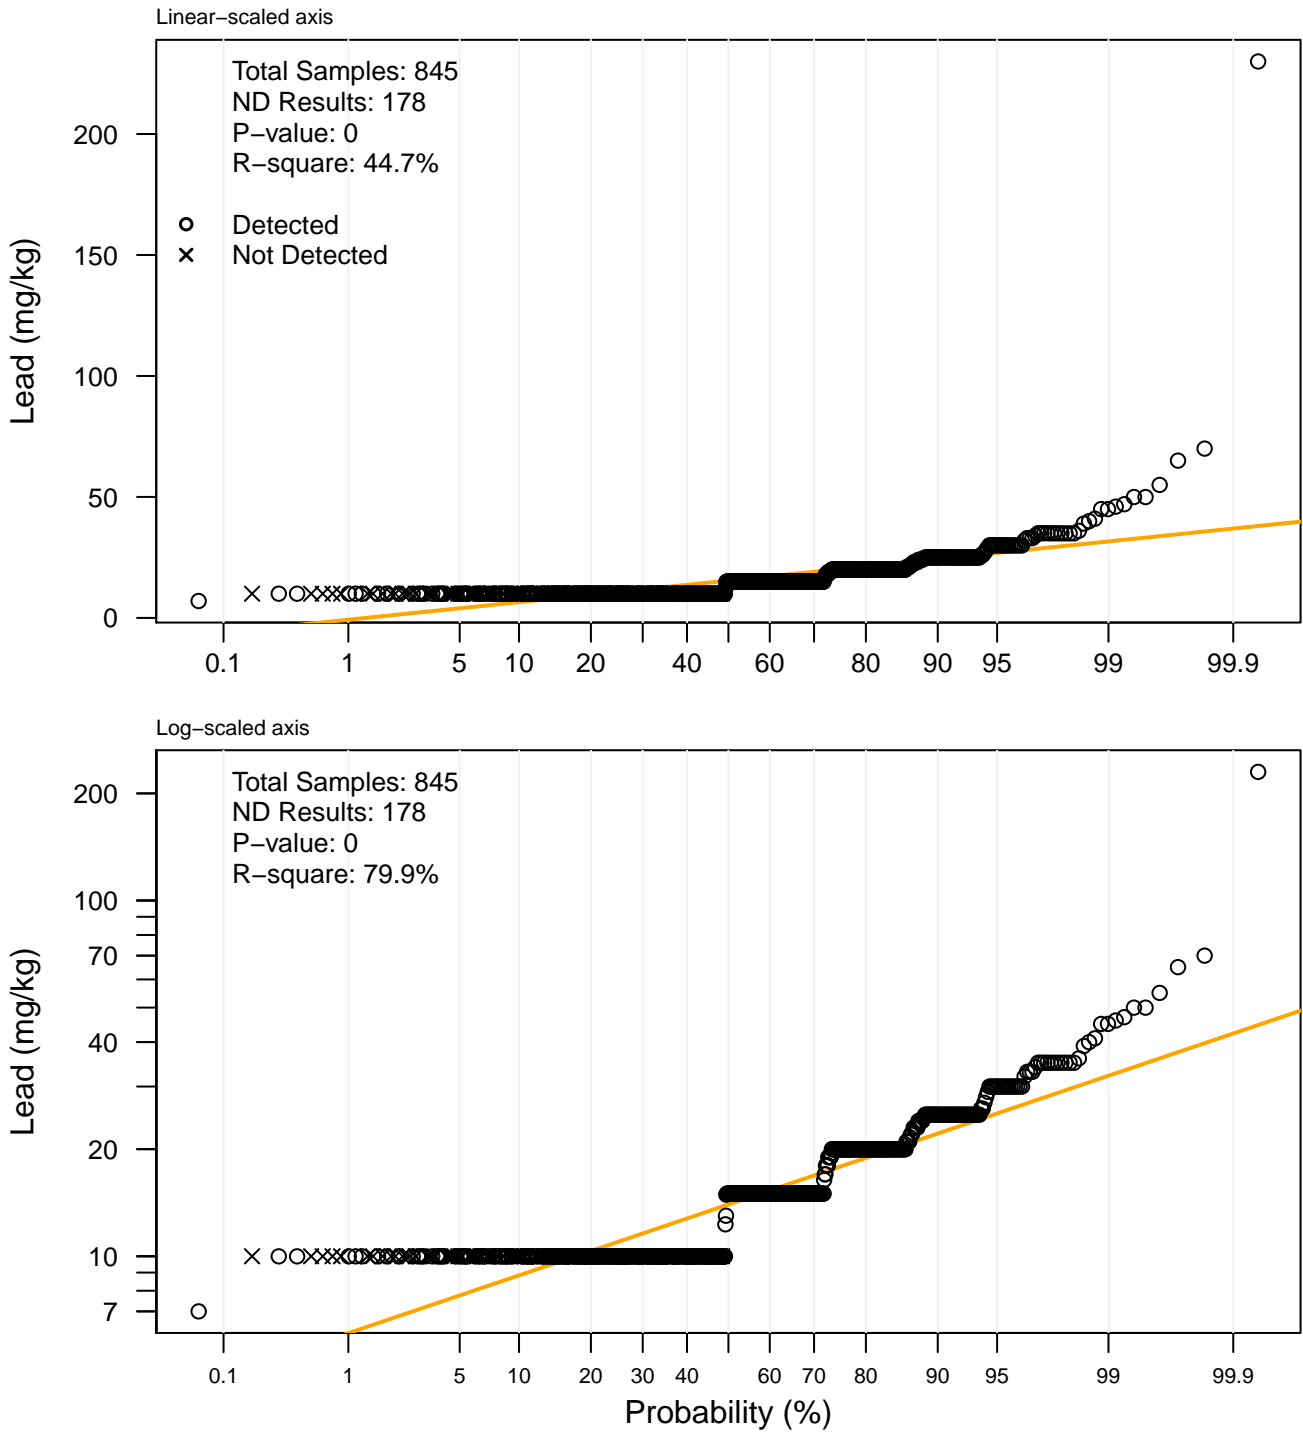 Linear−scaled axis
Total Samples: 845
ND Results: 178
P−value: 0
R−square: 44.7%
Detected
Not Detected
Lead (mg/kg)
200
150
100
50
0
0.1 1 5 10 20 40 60 80 90 95 99 99.9
Log−scaled axis
Total Samples: 845
ND Results: 178
P−value: 0
R−square: 79.9%
Lead (mg/kg)
200
100
70
40
20
10
7
0.1 1 5 10 20 30 40 60 70 80 90 95 99 99.9
Probability (%)